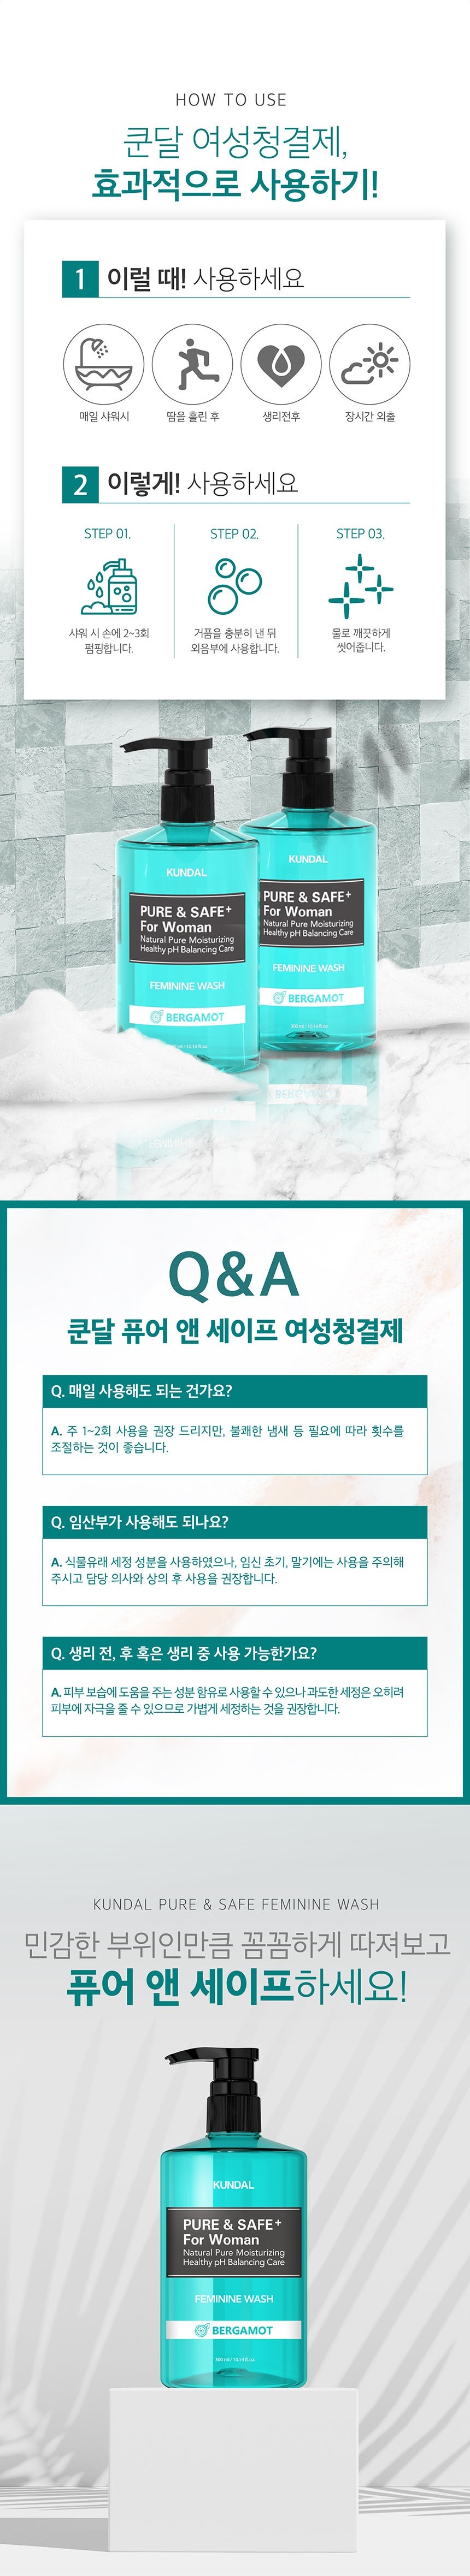 HOW TO USE
쿤달 여성청결제,
효과적으로 사용하기!
1 이럴 때! 사용하세요
매일 샤워시 땀을 흘린 후 생리전후 장시간 외출
2 이렇게! 사용하세요
STEP 01. STEP 02. STEP 03.
샤워 시 손에 2~3회 거품을 충분히 낸 뒤 물로 깨끗하게
펌핑합니다. 외음부에 사용합니다. 씻어줍니다.
KUNDAL
PURE & SAFE+
For Woman
Natural Pure Moisturizing
Healthy pH Balancing Care
FEMININE WASH
BERGAMOT
KUNDAL
PURE & SAFE+
For Woman
Natural Pure Moisturizing
Healthy pH Balancing Care
FEMININE WASH
BERGAMOT
Q&A
쿤달 퓨어 앤 세이프 여성청결제
Q. 매일 사용해도 되는 건가요?
A. 주 1~2회 사용을 권장 드리지만, 불쾌한 냄새 등 필요에 따라 횟수를
조절하는 것이 좋습니다.
Q. 임산부가 사용해도 되나요?
A. 식물유래 세정 성분을 사용하였으나, 임신 초기, 말기에는 사용을 주의해
주시고 담당 의사와 상의 후 사용을 권장합니다.
Q. 생리 전, 후 혹은 생리 중 사용 가능한가요?
A. 피부 보습에 도움을 주는 성분 함유로 사용할 수 있으나 과도한 세정은 오히려
피부에 자극을 줄 수 있으므로 가볍게 세정하는 것을 권장합니다.
KUNDAL PURE & SAFE FEMININE WASH
민감한 부위인만큼 꼼꼼하게 따져보고
퓨어 앤 세이프하세요!
KUNDAL
PURE & SAFE+
For Woman
Natural Pure Moisturizing
Healthy pH Balancing Care
FEMININE WASH
BERGAMOT